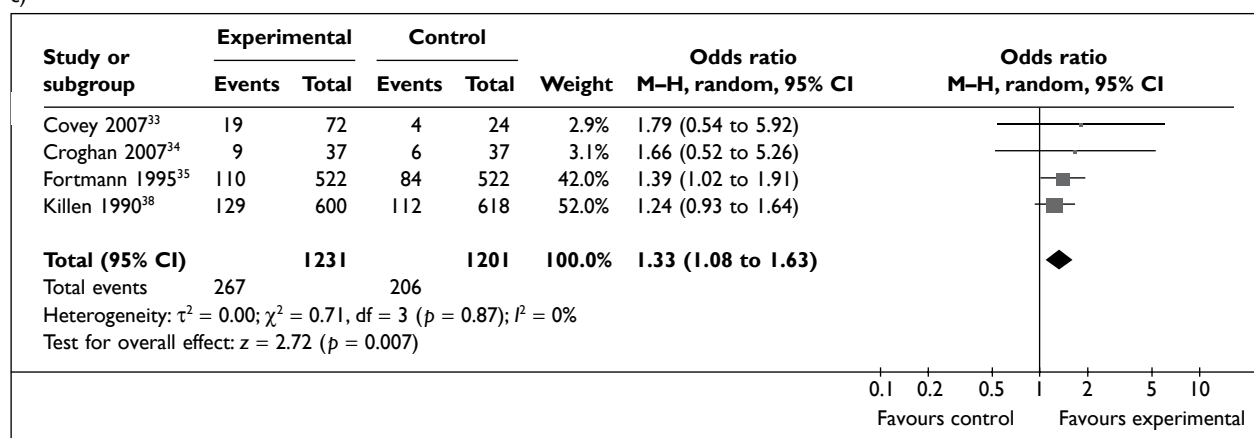 c)
Experimental Control
Study or subgroup Events Total Events Total Weight Odds ratio M–H, random, 95% CI Odds ratio M–H, random, 95% CI
Covey 2007³³ 19 72 4 24 2.9% 1.79 (0.54 to 5.92)
Croghan 2007³⁴ 9 37 6 37 3.1% 1.66 (0.52 to 5.26)
Fortmann 1995³⁵ 110 522 84 522 42.0% 1.39 (1.02 to 1.91)
Killen 1990³⁸ 129 600 112 618 52.0% 1.24 (0.93 to 1.64)
Total (95% CI) 1231 1201 100.0% 1.33 (1.08 to 1.63)
Total events 267 206
Heterogeneity: τ² = 0.00; χ² = 0.71, df = 3 (p = 0.87); I² = 0%
Test for overall effect: z = 2.72 (p = 0.007)
0.1 0.2 0.5 1 2 5 10
Favours control Favours experimental